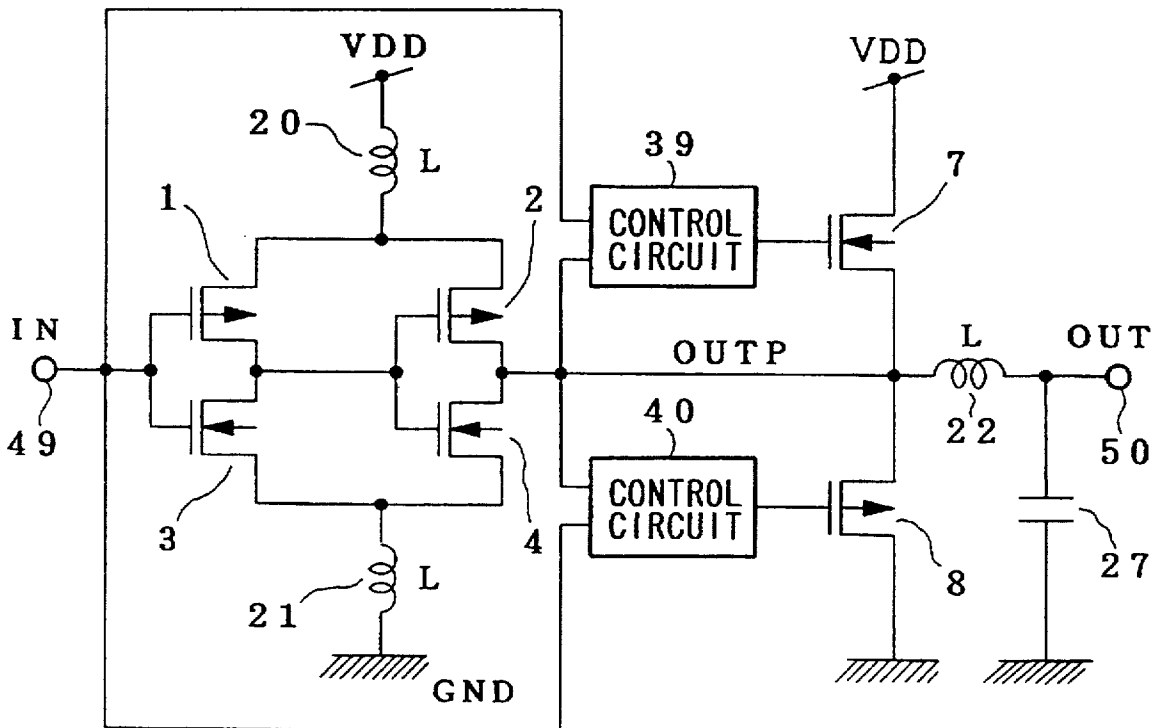 VDD
VDD
20
L
39
7
1
2
CONTROL
CIRCUIT
IN
OUTP
L
OUT
49
40
22
50
3
4
CONTROL
CIRCUIT
21
L
8
27
GND